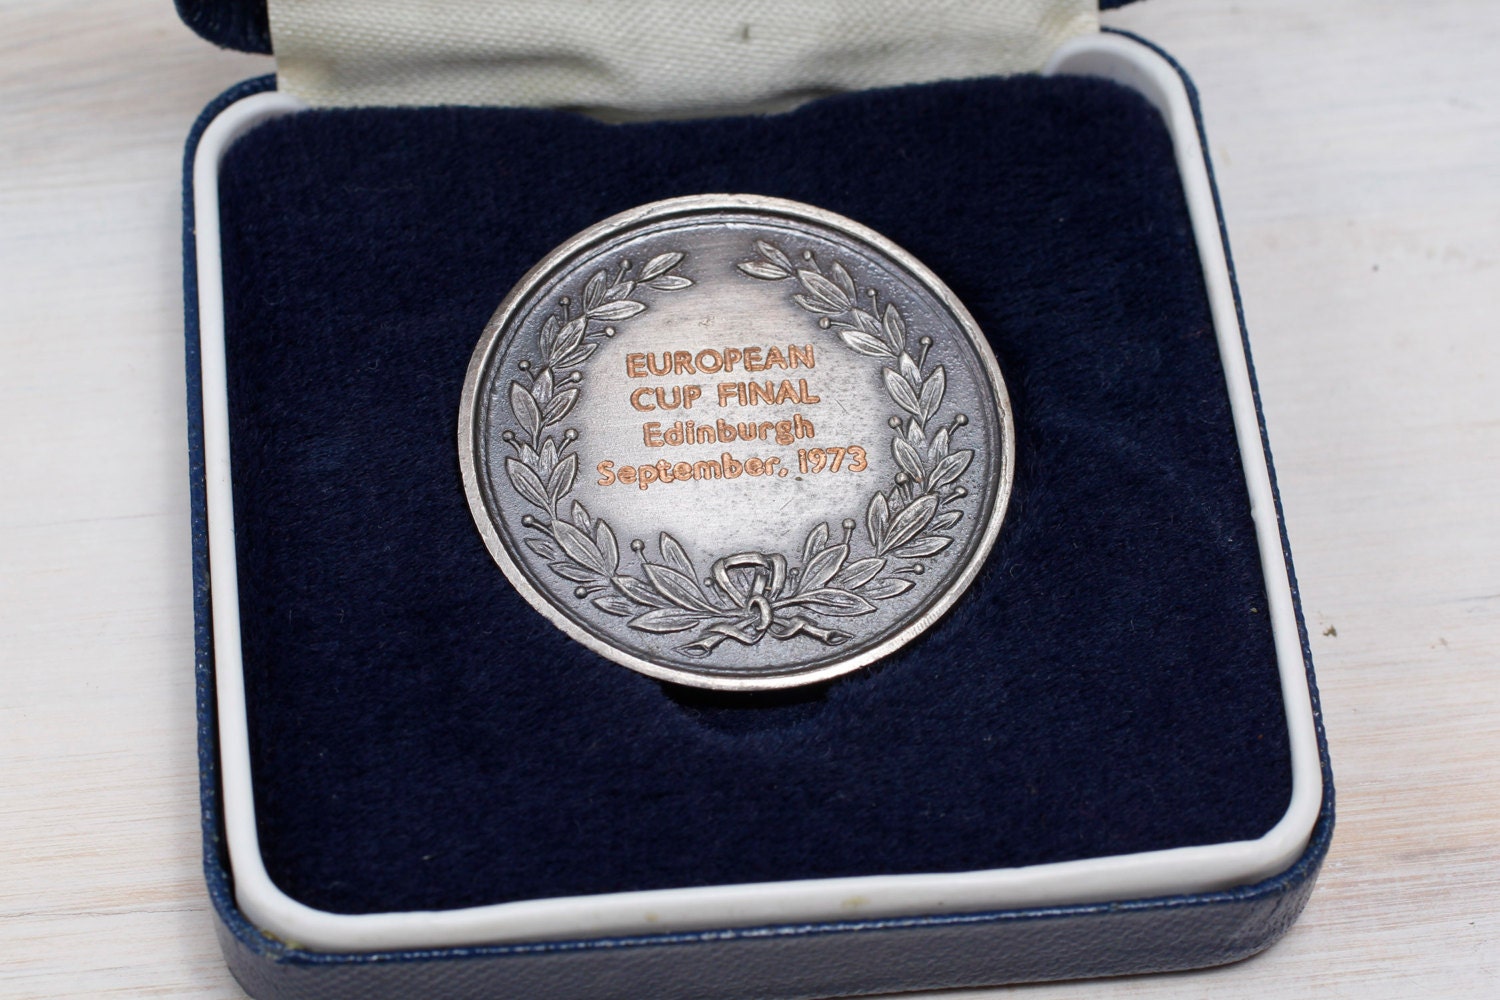 EUROPEAN
CUP FINAL
Edinburgh
September, 1973